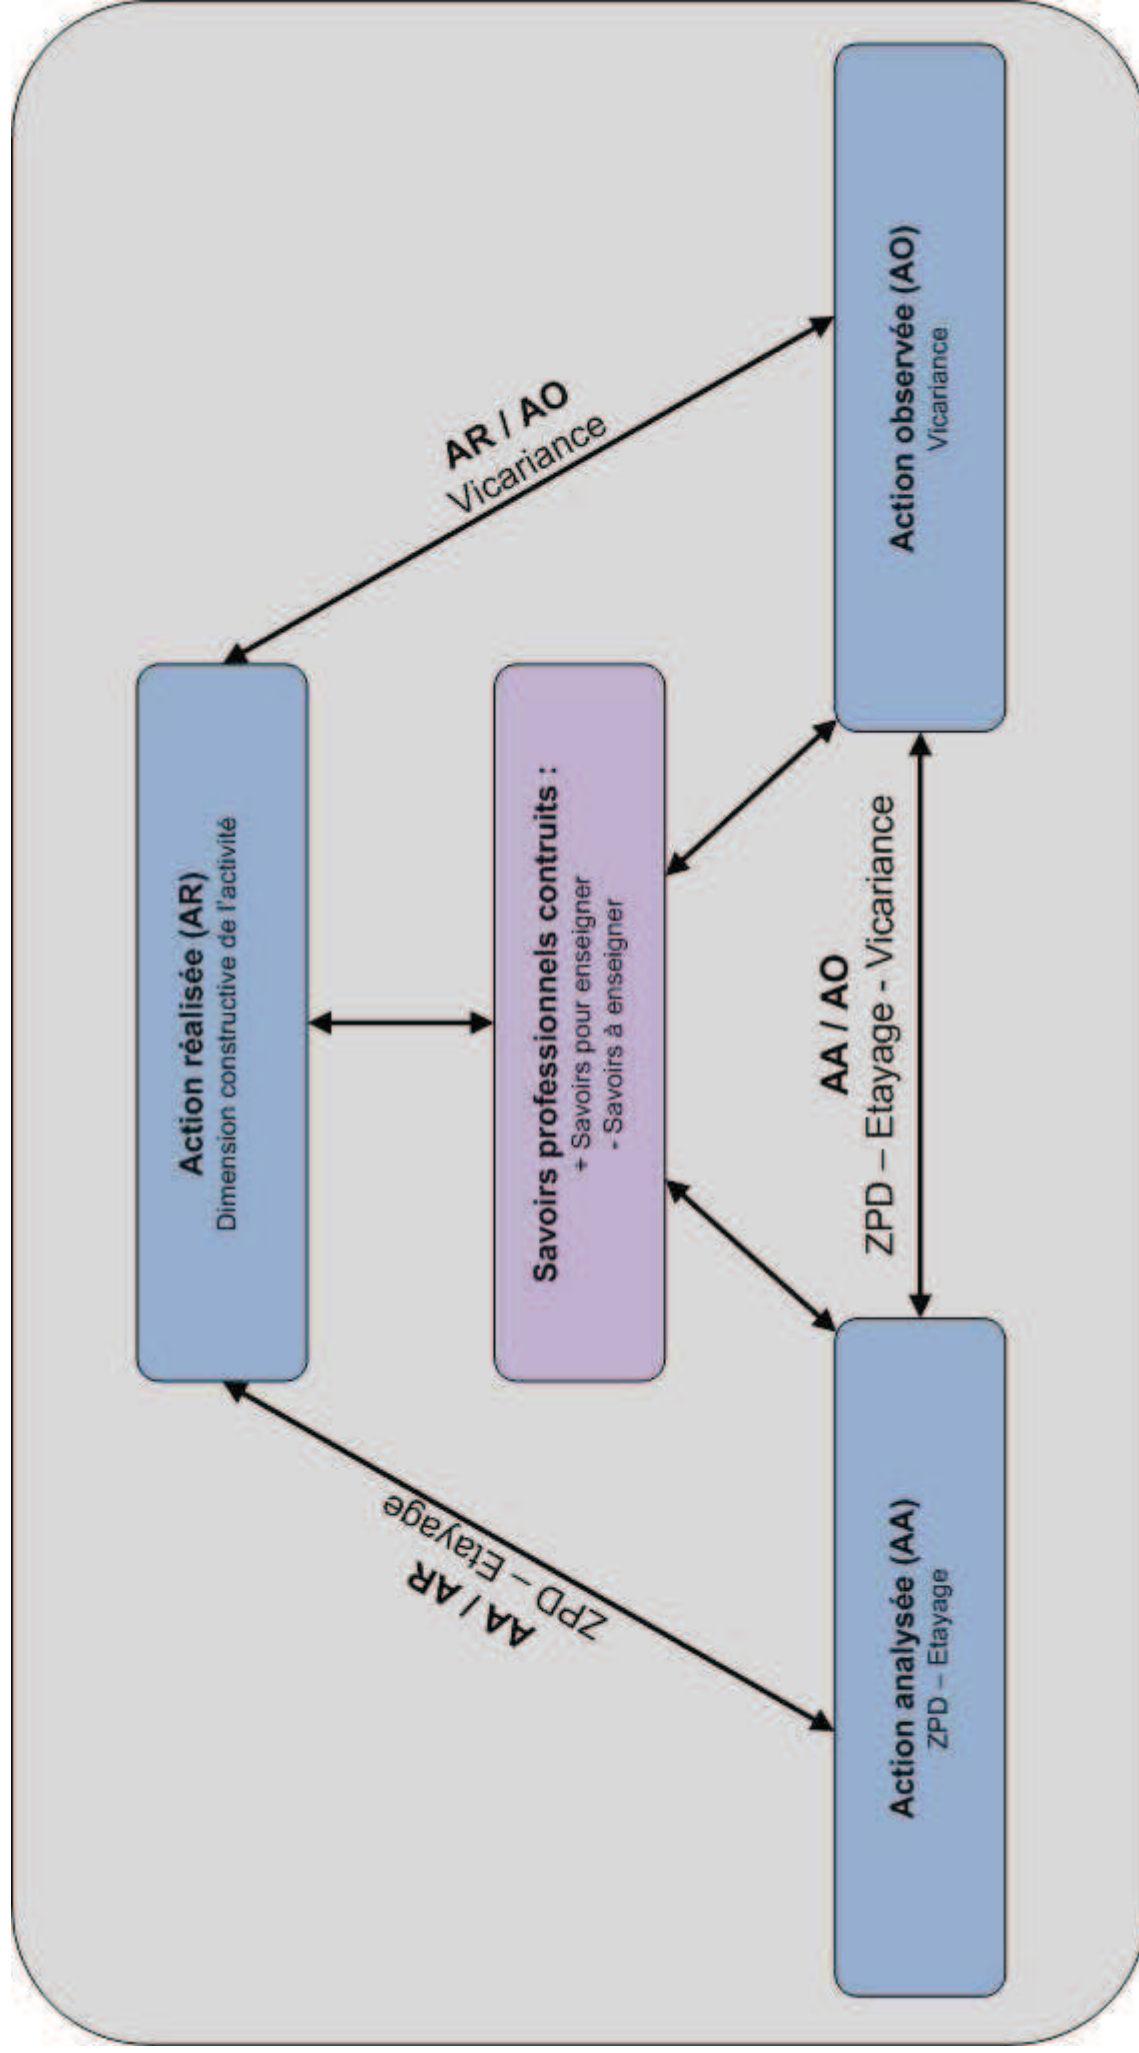 Action réalisée (AR)
Dimension constructive de l'activité
AA / AR
ZPD – Etayage
AR / AO
Vicariance
Savoirs professionnels contruits :
+ Savoirs pour enseigner
- Savoirs à enseigner
AA / AO
ZPD – Etayage - Vicariance
Action analysée (AA)
ZPD – Etayage
Action observée (AO)
Vicariance